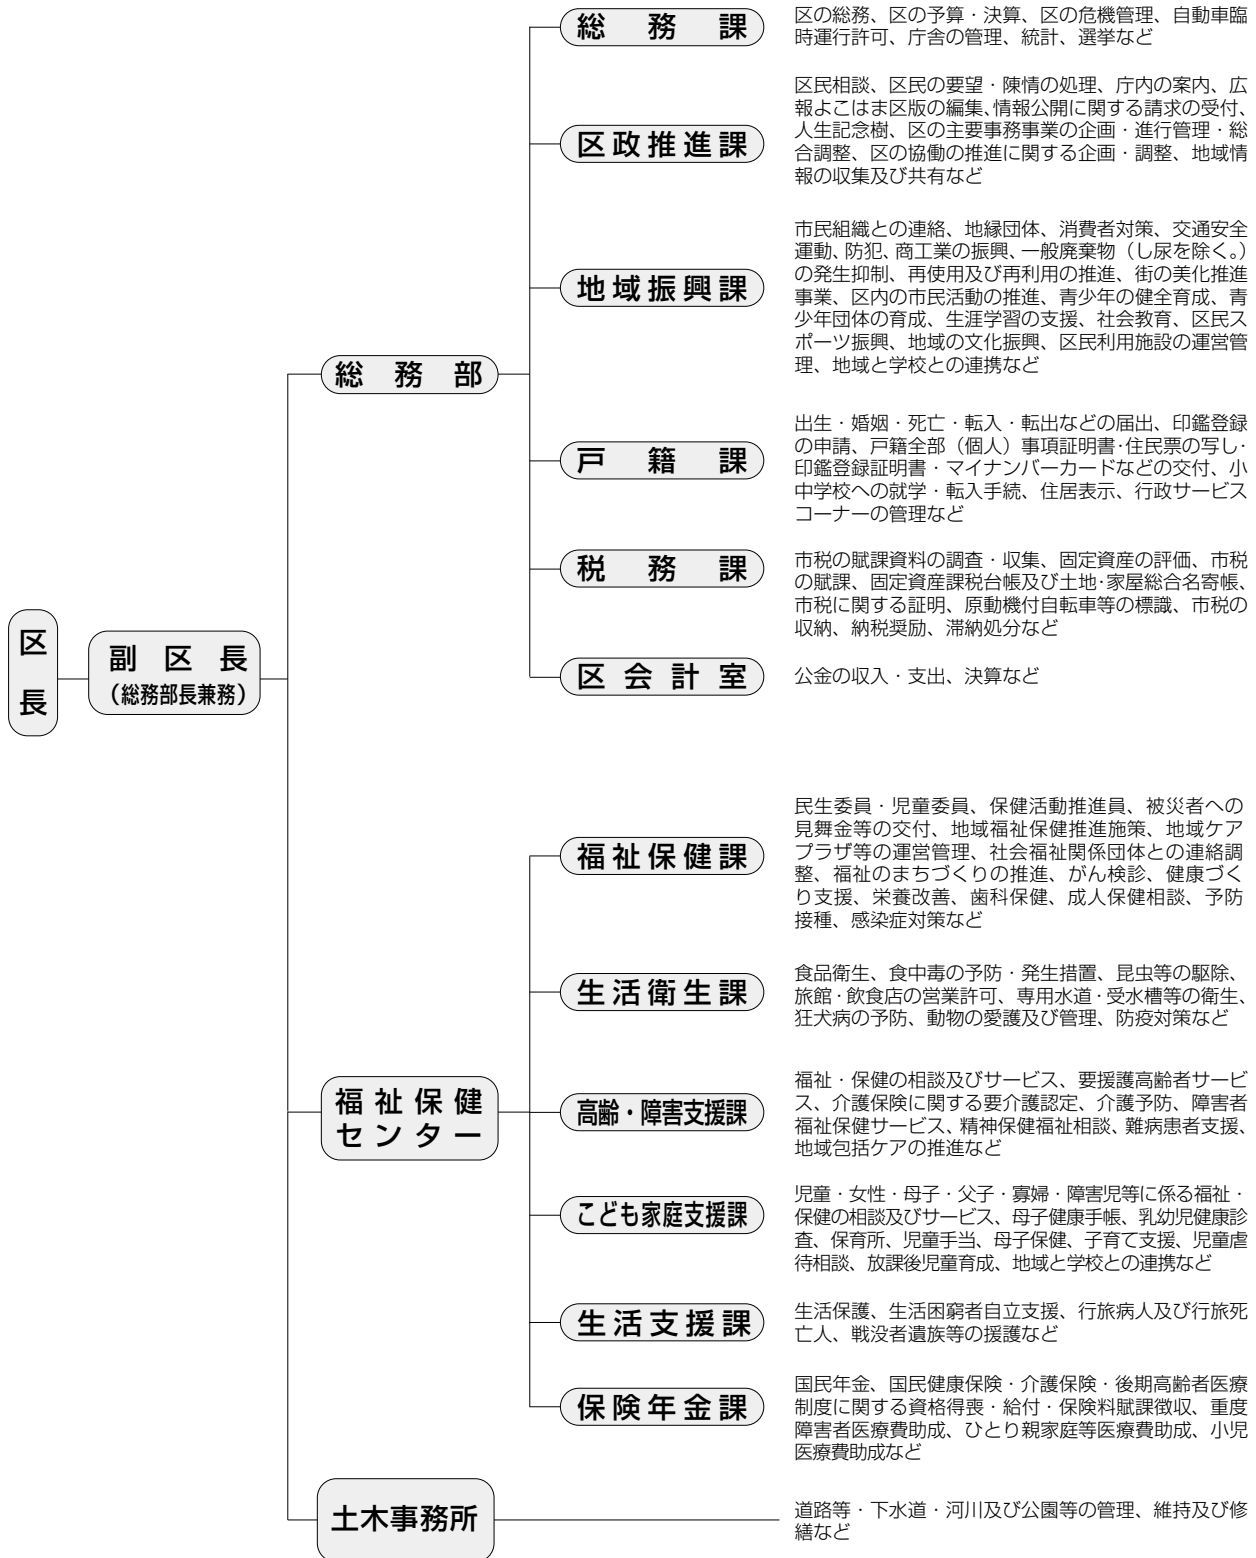 区
長
副区長
（総務部長兼務）
総務部
総務課
区の総務、区の予算・決算、区の危機管理、自動車臨
時運行許可、庁舎の管理、統計、選挙など
区政推進課
区民相談、区民の要望・陳情の処理、庁内の案内、広
報よこはま区版の編集、情報公開に関する請求の受付、
人生記念樹、区の主要事務事業の企画・進行管理・総
合調整、区の協働の推進に関する企画・調整、地域情
報の収集及び共有など
地域振興課
市民組織との連絡、地縁団体、消費者対策、交通安全
運動、防犯、商工業の振興、一般廃棄物（し尿を除く。）
の発生抑制、再使用及び再利用の推進、街の美化推進
事業、区内の市民活動の推進、青少年の健全育成、青
少年団体の育成、生涯学習の支援、社会教育、区民ス
ポーツ振興、地域の文化振興、区民利用施設の運営管
理、地域と学校との連携など
戸籍課
出生・婚姻・死亡・転入・転出などの届出、印鑑登録
の申請、戸籍全部（個人）事項証明書・住民票の写し・
印鑑登録証明書・マイナンバーカードなどの交付、小
中学校への就学・転入手続、住居表示、行政サービス
コーナーの管理など
税務課
市税の賦課資料の調査・収集、固定資産の評価、市税
の賦課、固定資産課税台帳及び土地・家屋総合名寄帳、
市税に関する証明、原動機付自転車等の標識、市税の
収納、納税奨励、滞納処分など
区会計室
公金の収入・支出、決算など
福祉保健
センター
福祉保健課
民生委員・児童委員、保健活動推進員、被災者への
見舞金等の交付、地域福祉保健推進施策、地域ケア
プラザ等の運営管理、社会福祉関係団体との連絡調
整、福祉のまちづくりの推進、がん検診、健康づく
り支援、栄養改善、歯科保健、成人保健相談、予防
接種、感染症対策など
生活衛生課
食品衛生、食中毒の予防・発生措置、昆虫等の駆除、
旅館・飲食店の営業許可、専用水道・受水槽等の衛生、
狂犬病の予防、動物の愛護及び管理、防疫対策など
高齢・障害支援課
福祉・保健の相談及びサービス、要援護高齢者サービ
ス、介護保険に関する要介護認定、介護予防、障害者
福祉保健サービス、精神保健福祉相談、難病患者支援、
地域包括ケアの推進など
こども家庭支援課
児童・女性・母子・父子・寡婦・障害児等に係る福祉・
保健の相談及びサービス、母子健康手帳、乳幼児健康診
査、保育所、児童手当、母子保健、子育て支援、児童虐
待相談、放課後児童育成、地域と学校との連携など
生活支援課
生活保護、生活困窮者自立支援、行旅病人及び行旅死
亡人、戦没者遺族等の援護など
保険年金課
国民年金、国民健康保険・介護保険・後期高齢者医療
制度に関する資格得喪・給付・保険料賦課徴収、重度
障害者医療費助成、ひとり親家庭等医療費助成、小児
医療費助成など
土木事務所
道路等・下水道・河川及び公園等の管理、維持及び修
繕など